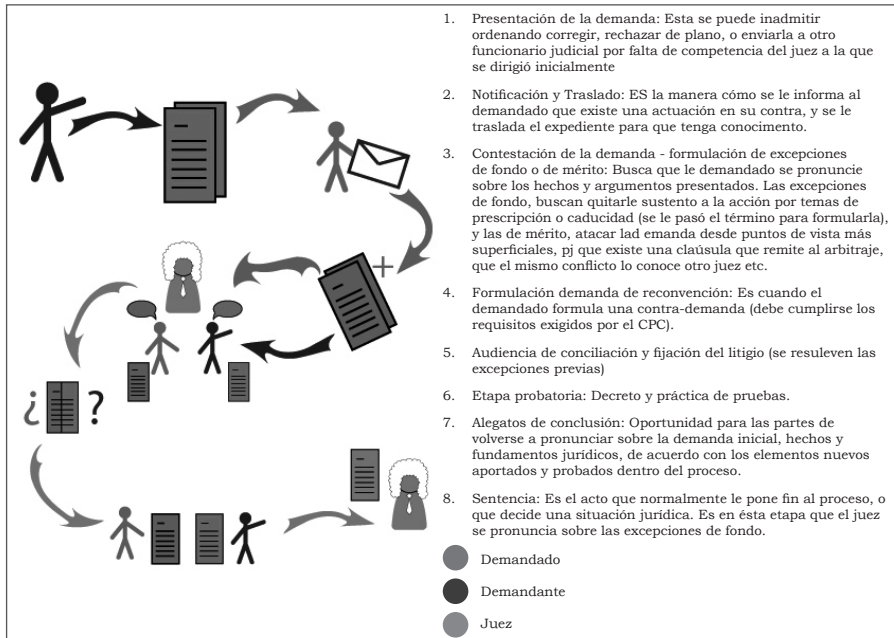 1. Presentación de la demanda: Esta se puede inadmitir
ordenando corregir, rechazar de plano, o enviarla a otro
funcionario judicial por falta de competencia del juez a la que
se dirigió inicialmente
2. Notificación y Traslado: ES la manera cómo se le informa al
demandado que existe una actuación en su contra, y se le
traslada el expediente para que tenga conocimento.
3. Contestación de la demanda - formulación de excepciones
de fondo o de mérito: Busca que le demandado se pronuncie
sobre los hechos y argumentos presentados. Las excepciones
de fondo, buscan quitarle sustento a la acción por temas de
prescripción o caducidad (se le pasó el término para formularla),
y las de mérito, atacar lad emanda desde puntos de vista más
superficiales, pj que existe una claúsula que remite al arbitraje,
que el mismo conflicto lo conoce otro juez etc.
4. Formulación demanda de reconvención: Es cuando el
demandado formula una contra-demanda (debe cumplirse los
requisitos exigidos por el CPC).
5. Audiencia de conciliación y fijación del litigio (se resuleven las
excepciones previas)
6. Etapa probatoria: Decreto y práctica de pruebas.
7. Alegatos de conclusión: Oportunidad para las partes de
volverse a pronunciar sobre la demanda inicial, hechos y
fundamentos jurídicos, de acuerdo con los elementos nuevos
aportados y probados dentro del proceso.
8. Sentencia: Es el acto que normalmente le pone fin al proceso, o
que decide una situación jurídica. Es en ésta etapa que el juez
se pronuncia sobre las excepciones de fondo.
Demandado
Demandante
Juez
+
¿ ?